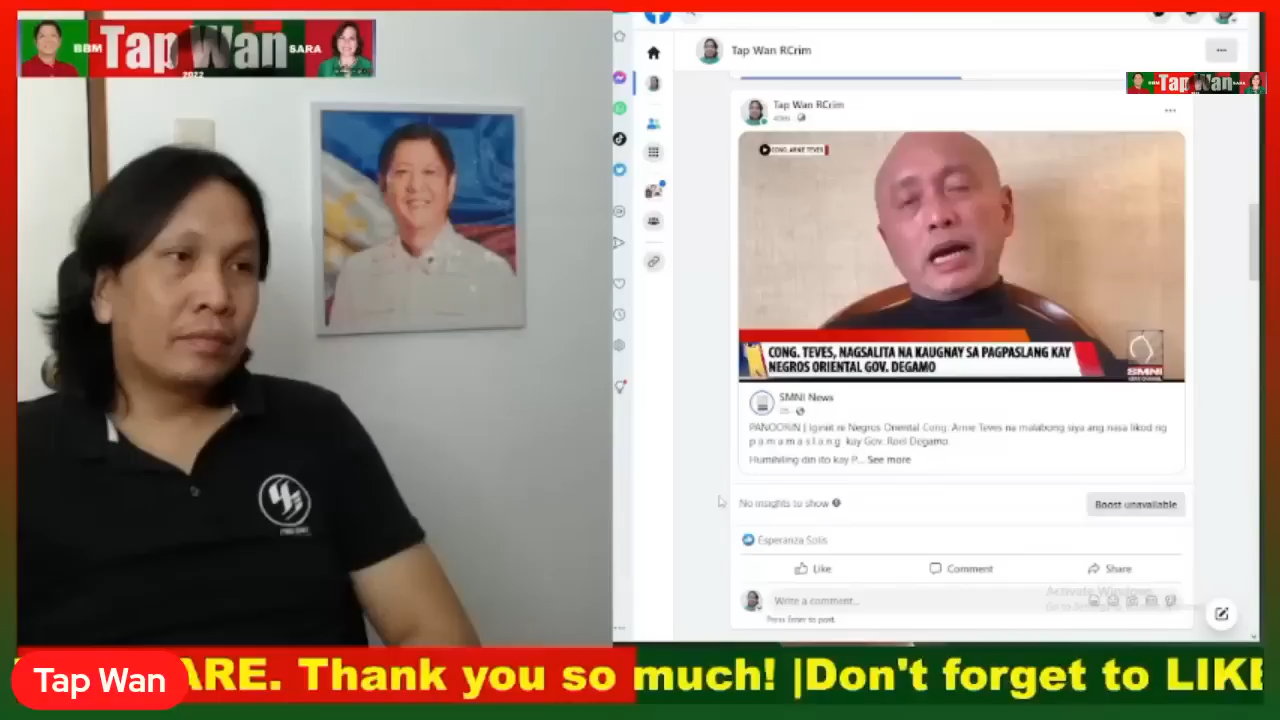 BBM Tap Wan SARA
2022
Tap Wan RCrim
Tap Wan
Tap Wan RCrim
CONG. ARNIE TEVES
CONG. TEVES, NAGSALITA NA KAUGNAY SA PAGPASLANG KAY
NEGROS ORIENTAL GOV. DEGAMO
SMNI
SMNI News
PANOORIN | Iginiit ni Negros Oriental Cong. Arnie Teves na malabong siya ang nasa likod ng
p a m a m a s l a n g kay Gov. Roel Degamo.
Humihiling din ito kay P... See more
No insights to show
Boost unavailable
Esperanza Solis
Like Comment Share
Activate Windows
Write a comment...
Press Enter to post.
Tap Wan
ARE. Thank you so much! |Don't forget to LIKE